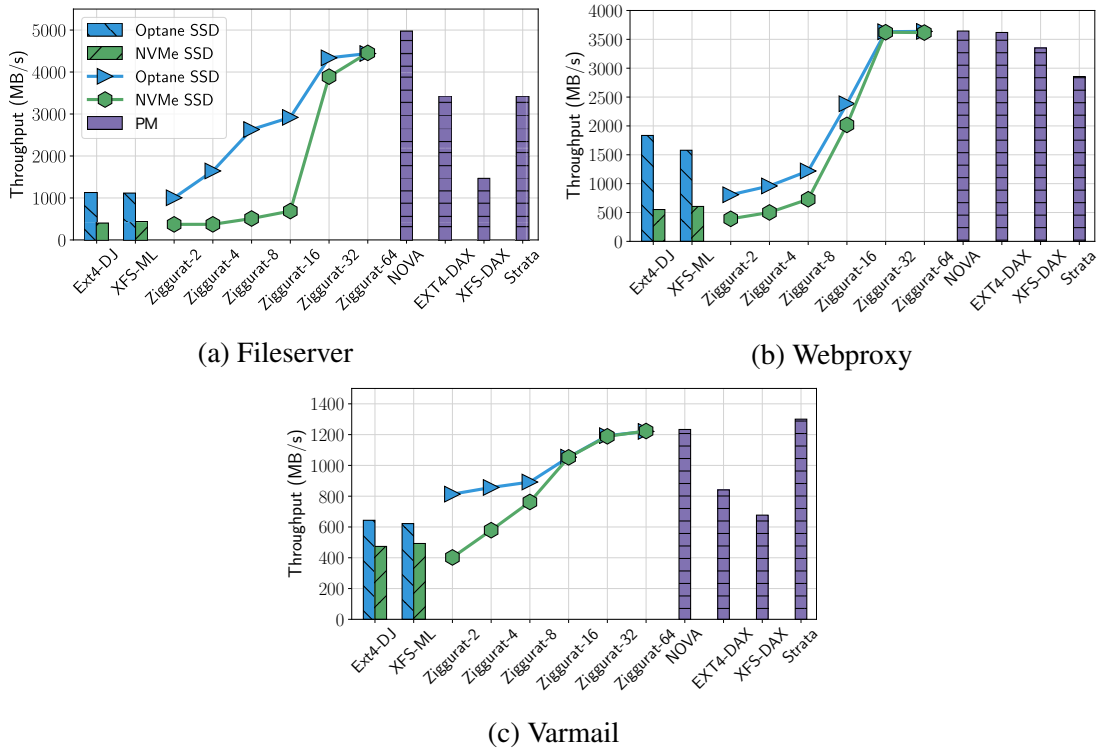 Throughput (MB/s)
5000
4000
3000
2000
1000
0
Optane SSD
NVMe SSD
Optane SSD
NVMe SSD
PM
Ext4-DJ
XFS-ML
Ziggurat-2
Ziggurat-4
Ziggurat-8
Ziggurat-16
Ziggurat-32
Ziggurat-64
NOVA
EXT4-DAX
XFS-DAX
Strata
(a) Fileserver
Throughput (MB/s)
4000
3500
3000
2500
2000
1500
1000
500
0
Ext4-DJ
XFS-ML
Ziggurat-2
Ziggurat-4
Ziggurat-8
Ziggurat-16
Ziggurat-32
Ziggurat-64
NOVA
EXT4-DAX
XFS-DAX
Strata
(b) Webproxy
Throughput (MB/s)
1400
1200
1000
800
600
400
200
0
Ext4-DJ
XFS-ML
Ziggurat-2
Ziggurat-4
Ziggurat-8
Ziggurat-16
Ziggurat-32
Ziggurat-64
NOVA
EXT4-DAX
XFS-DAX
Strata
(c) Varmail